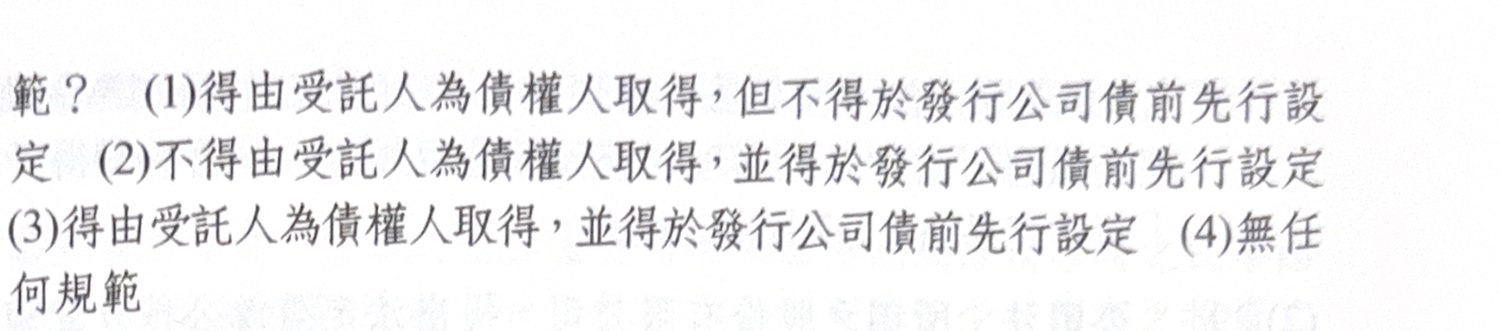 範？ (1)得由受託人為債權人取得，但不得於發行公司債前先行設
定 (2)不得由受託人為債權人取得，並得於發行公司債前先行設定
(3)得由受託人為債權人取得，並得於發行公司債前先行設定 (4)無任
何規範